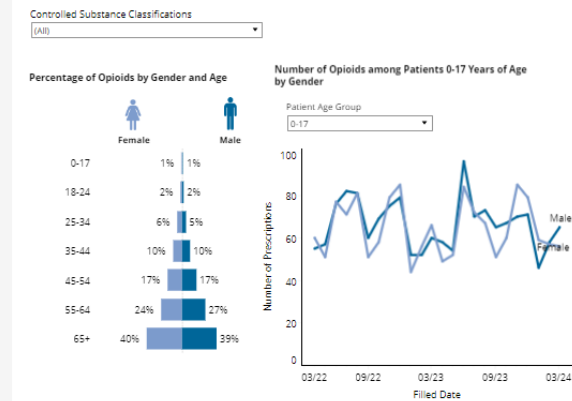 Controlled Substance Classifications
(All)
Percentage of Opioids by Gender and Age
Female
Male
0-17 1% 1%
18-24 2% 2%
25-34 6% 5%
35-44 10% 10%
45-54 17% 17%
55-64 24% 27%
65+ 40% 39%
Number of Opioids among Patients 0-17 Years of Age
by Gender
Patient Age Group
0-17
Number of Prescriptions
100
80
60
40
20
0
Male
Female
03/22 09/22 03/23 09/23 03/24
Filled Date